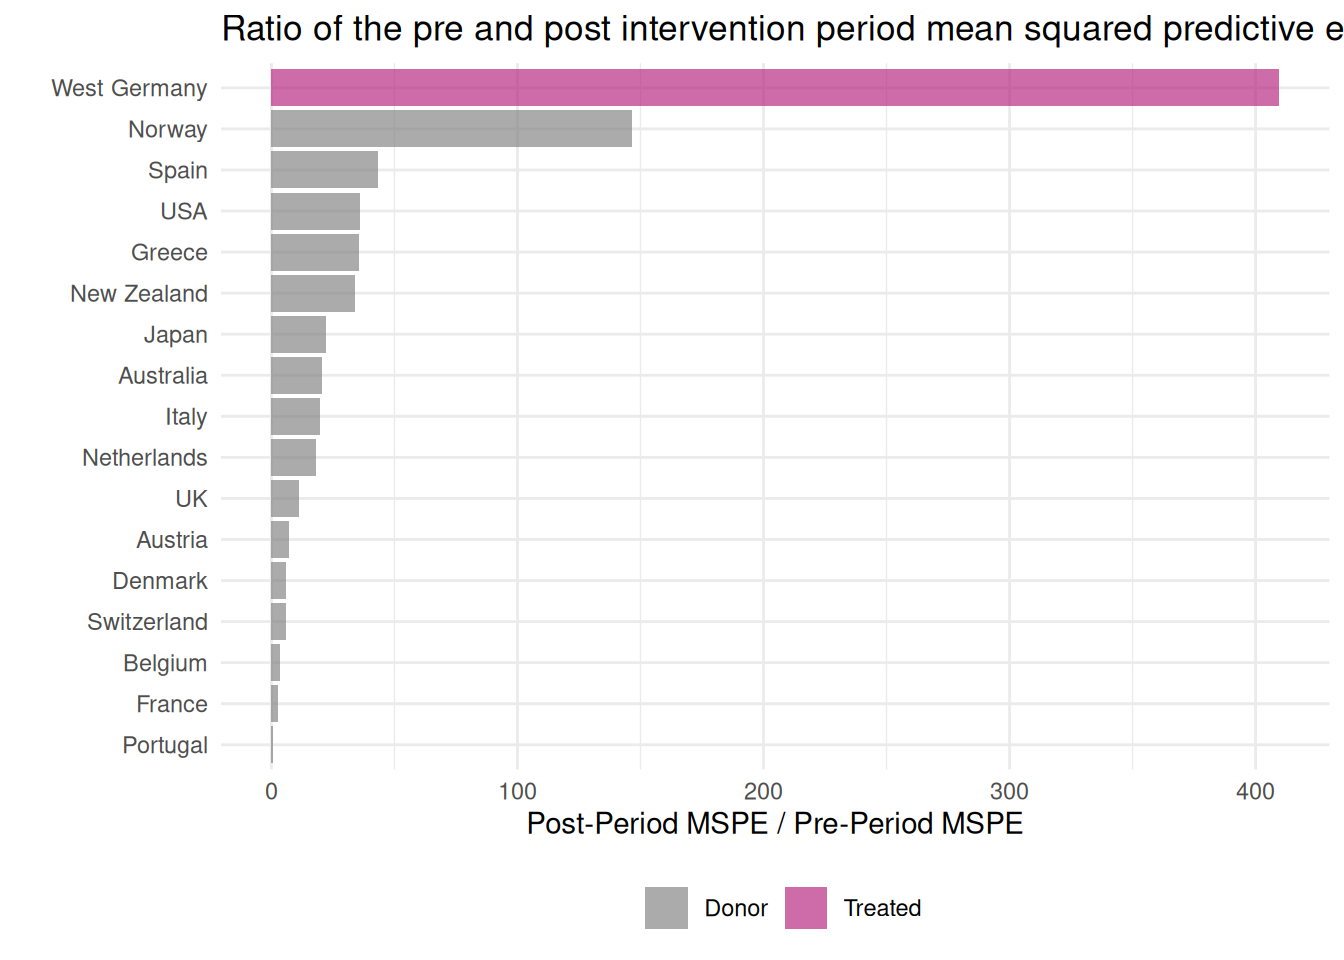 Ratio of the pre and post intervention period mean squared predictive e
West Germany
Norway
Spain
USA
Greece
New Zealand
Japan
Australia
Italy
Netherlands
UK
Austria
Denmark
Switzerland
Belgium
France
Portugal
0 100 200 300 400
Post-Period MSPE / Pre-Period MSPE
Donor Treated